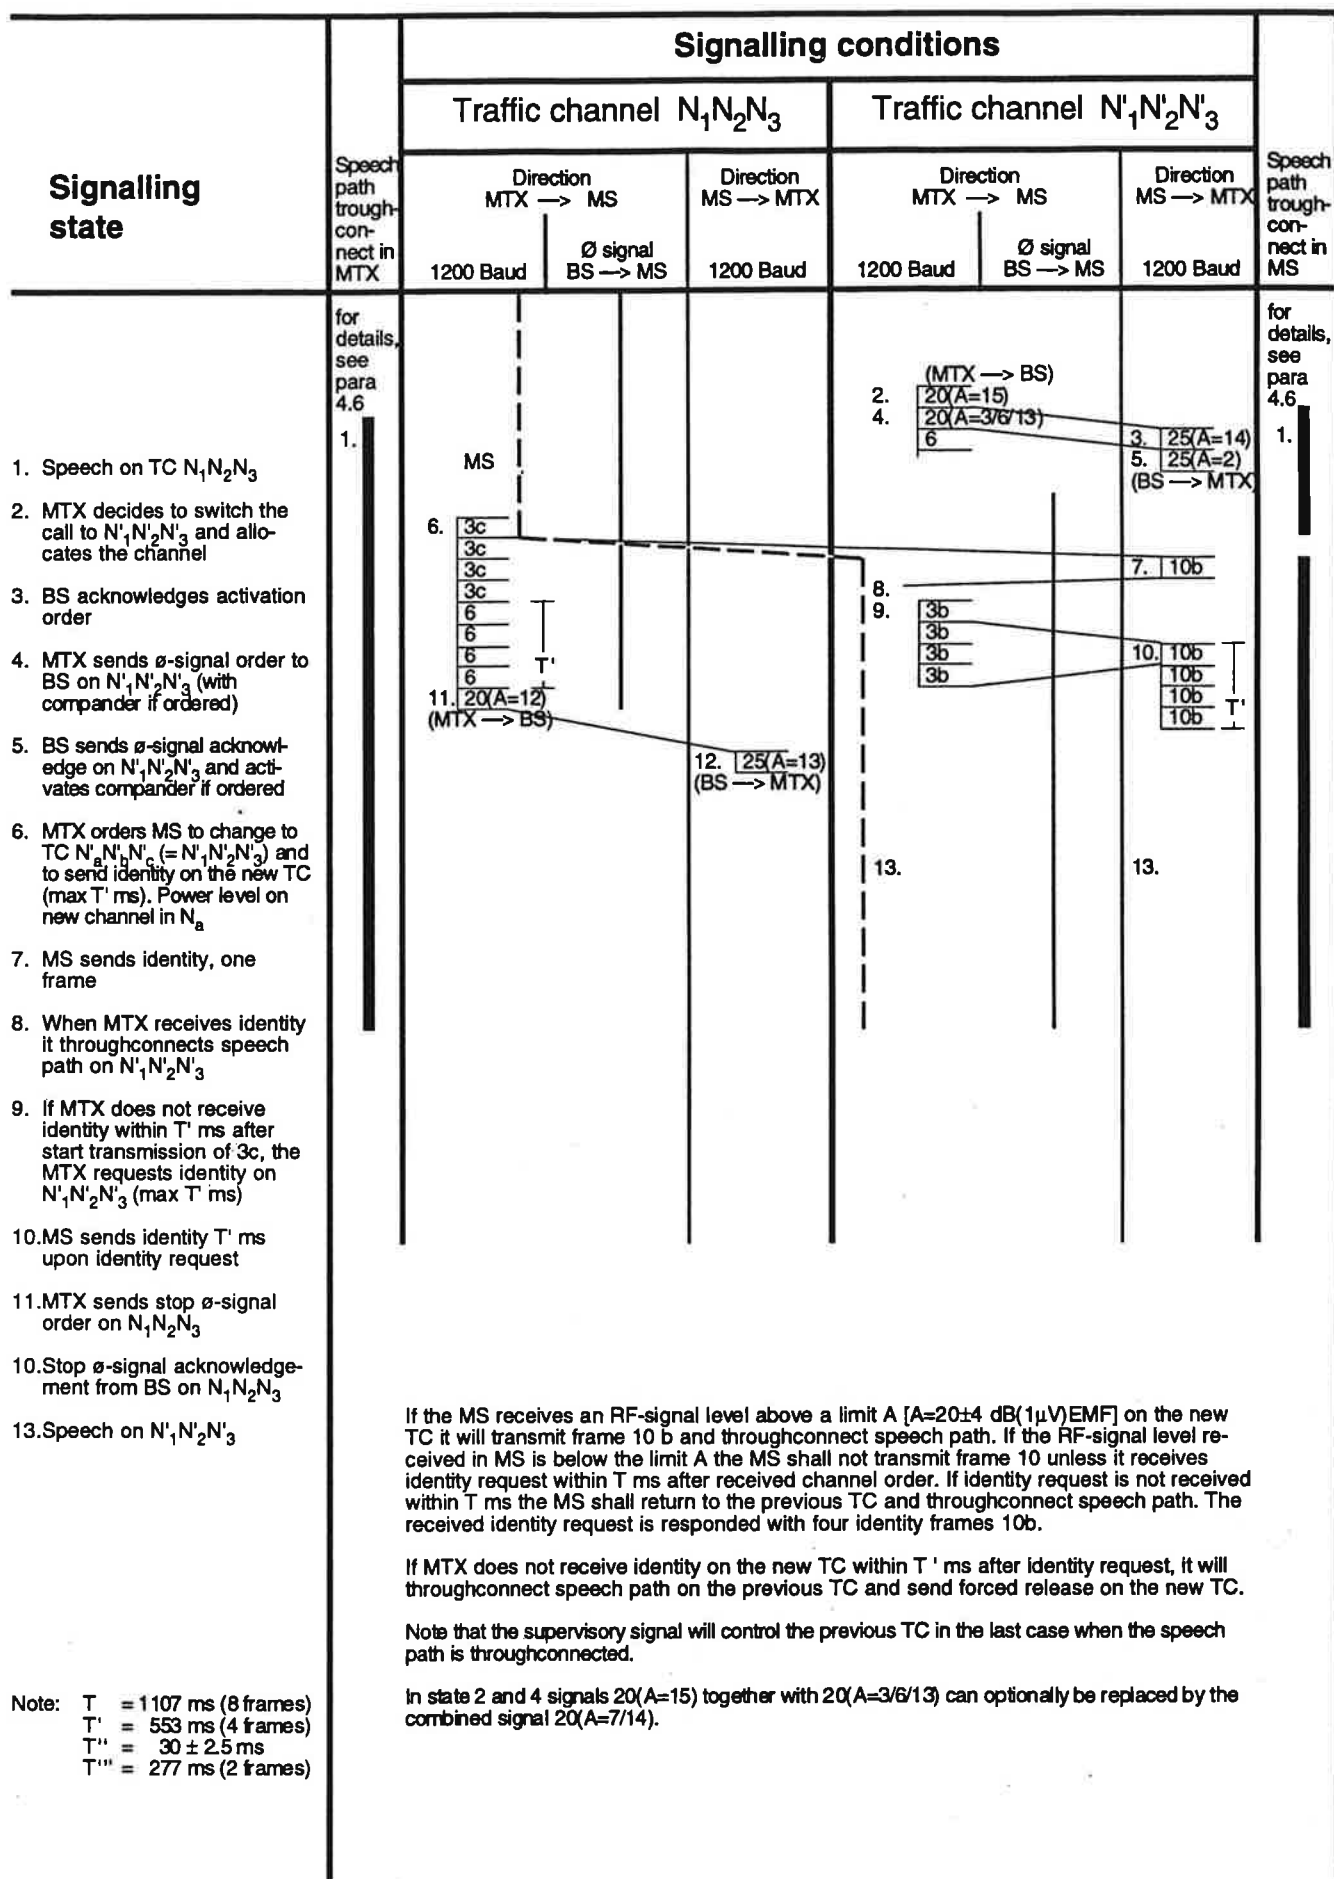 Signalling conditions
Traffic channel N₁N₂N₃
Traffic channel N'₁N'₂N'₃
Signalling
state
Speech
path
trough-
con-
nect in
MTX
Direction
MTX —> MS
1200 Baud
Ø signal
BS —> MS
Direction
MS —> MTX
1200 Baud
Direction
MTX —> MS
1200 Baud
Ø signal
BS —> MS
Direction
MS —> MTX
1200 Baud
Speech
path
trough-
con-
nect in
MS
for
details,
see
para
4.6
1.
MS
6. 3c
3c
3c
3c
6
6
6
6
T'
11. 20(A=12)
(MTX —> BS)
12. 25(A=13)
(BS —> MTX)
(MTX —> BS)
2. 20(A=15)
4. 20(A=3/6/13)
6
3. 25(A=14)
5. 25(A=2)
(BS —> MTX)
7. 10b
8.
9. 3b
3b
3b
3b
10. 10b
10b
10b
10b
T'
13.
13.
for
details,
see
para
4.6
1.
1. Speech on TC N₁N₂N₃
2. MTX decides to switch the
call to N'₁N'₂N'₃ and allo-
cates the channel
3. BS acknowledges activation
order
4. MTX sends ø-signal order to
BS on N'₁N'₂N'₃ (with
compander if ordered)
5. BS sends ø-signal acknowl-
edge on N'₁N'₂N'₃ and acti-
vates compander if ordered
6. MTX orders MS to change to
TC N'ₐN'bN'c (= N'₁N'₂N'₃) and
to send identity on the new TC
(max T' ms). Power level on
new channel in Nₐ
7. MS sends identity, one
frame
8. When MTX receives identity
it throughconnects speech
path on N'₁N'₂N'₃
9. If MTX does not receive
identity within T' ms after
start transmission of 3c, the
MTX requests identity on
N'₁N'₂N'₃ (max T' ms)
10.MS sends identity T' ms
upon identity request
11.MTX sends stop ø-signal
order on N₁N₂N₃
10.Stop ø-signal acknowledge-
ment from BS on N₁N₂N₃
13.Speech on N'₁N'₂N'₃
If the MS receives an RF-signal level above a limit A [A=20±4 dB(1µV)EMF] on the new
TC it will transmit frame 10 b and throughconnect speech path. If the RF-signal level re-
ceived in MS is below the limit A the MS shall not transmit frame 10 unless it receives
identity request within T ms after received channel order. If identity request is not received
within T ms the MS shall return to the previous TC and throughconnect speech path. The
received identity request is responded with four identity frames 10b.
If MTX does not receive identity on the new TC within T ' ms after identity request, it will
throughconnect speech path on the previous TC and send forced release on the new TC.
Note that the supervisory signal will control the previous TC in the last case when the speech
path is throughconnected.
In state 2 and 4 signals 20(A=15) together with 20(A=3/6/13) can optionally be replaced by the
combined signal 20(A=7/14).
Note: T = 1107 ms (8 frames)
T' = 553 ms (4 frames)
T'' = 30 ± 2.5 ms
T''' = 277 ms (2 frames)